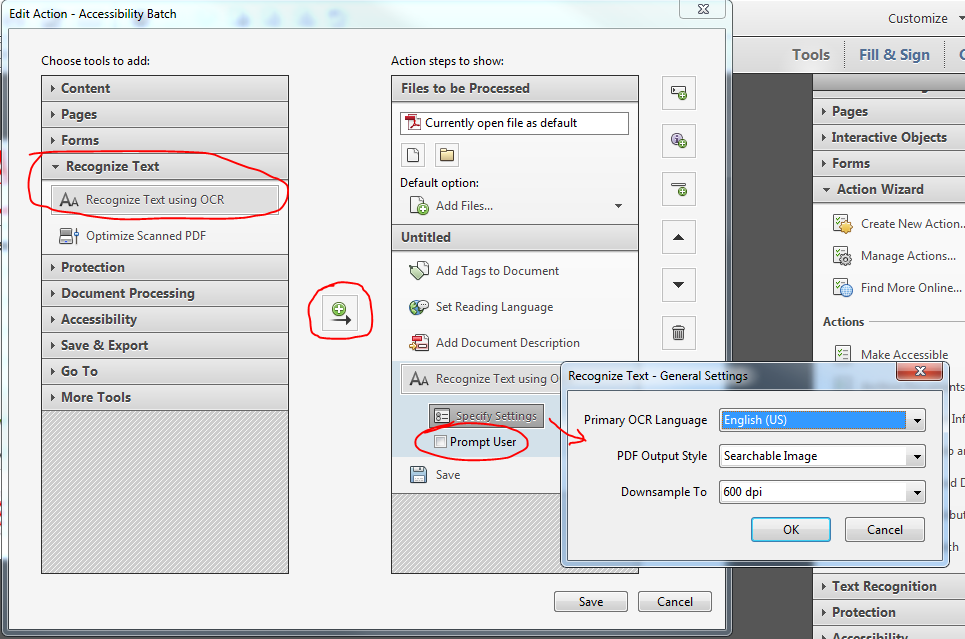 Edit Action - Accessibility Batch
Customize
Tools
Fill & Sign
Choose tools to add:
Content
Pages
Forms
Recognize Text
Recognize Text using OCR
Optimize Scanned PDF
Protection
Document Processing
Accessibility
Save & Export
Go To
More Tools
Action steps to show:
Files to be Processed
Currently open file as default
Default option:
Add Files...
Untitled
Add Tags to Document
Set Reading Language
Add Document Description
Recognize Text using O
Specify Settings
Prompt User
Save
Save
Cancel
Recognize Text - General Settings
Primary OCR Language
English (US)
PDF Output Style
Searchable Image
Downsample To
600 dpi
OK
Cancel
Pages
Interactive Objects
Forms
Action Wizard
Create New Action..
Manage Actions...
Find More Online...
Actions
Make Accessible
Text Recognition
Protection
Accessibility